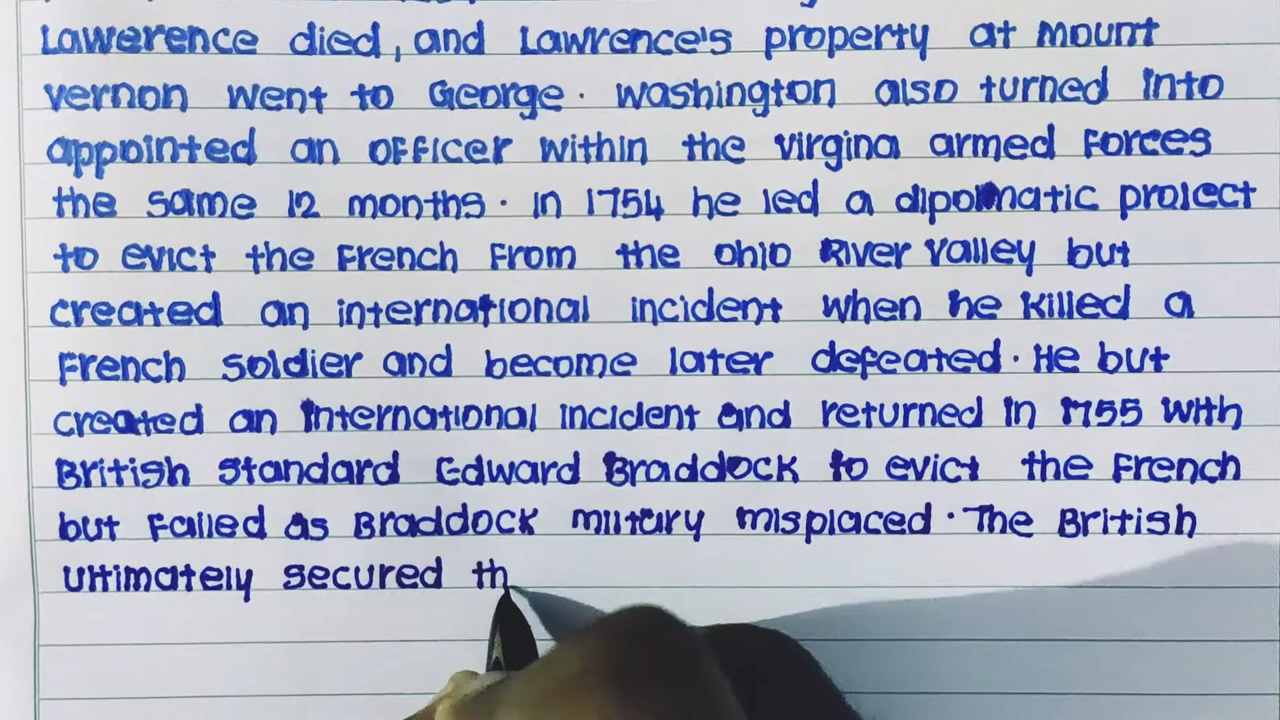 Lawerence died, and Lawrence's property at Mount
vernon went to George. Washington also turned into
appointed an officer within the virgina armed Forces
the same 12 months. In 1754 he led a dipolmatic project
to evict the French From the Ohio River valley but
created an international incident when he killed a
French soldier and become later defeated. He but
created an International incident and returned in 1755 with
British standard Edward Braddock to evict the French
but Failed as Braddock miltary misplaced. The British
Ultimately secured th